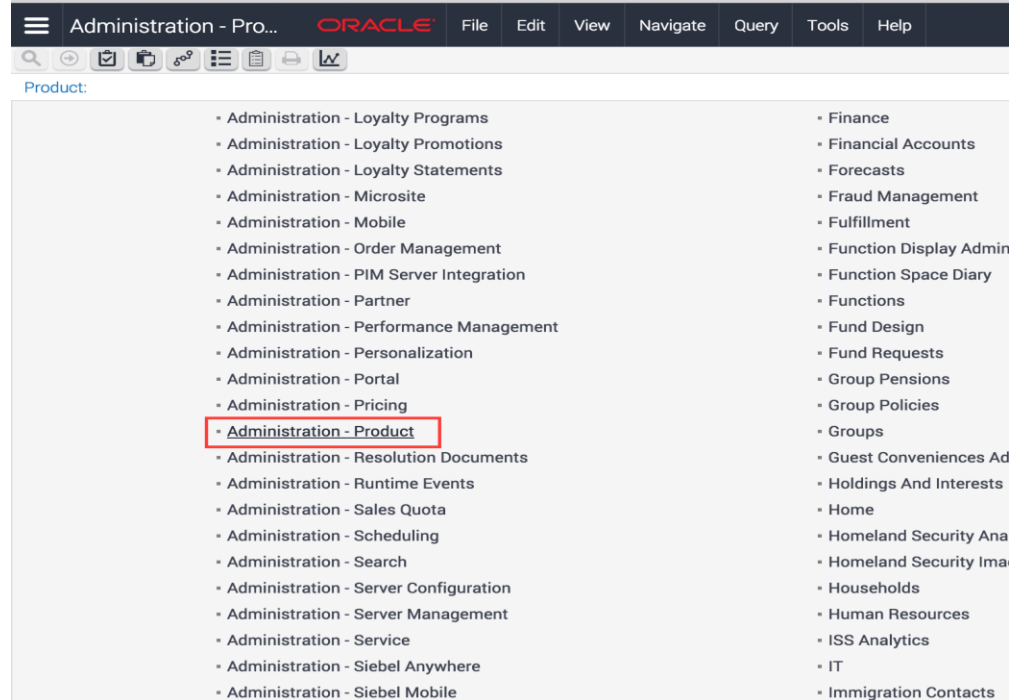 Administration - Pro... ORACLE File Edit View Navigate Query Tools Help
Product:
Administration - Loyalty Programs
Administration - Loyalty Promotions
Administration - Loyalty Statements
Administration - Microsite
Administration - Mobile
Administration - Order Management
Administration - PIM Server Integration
Administration - Partner
Administration - Performance Management
Administration - Personalization
Administration - Portal
Administration - Pricing
Administration - Product
Administration - Resolution Documents
Administration - Runtime Events
Administration - Sales Quota
Administration - Scheduling
Administration - Search
Administration - Server Configuration
Administration - Server Management
Administration - Service
Administration - Siebel Anywhere
Administration - Siebel Mobile
Finance
Financial Accounts
Forecasts
Fraud Management
Fulfillment
Function Display Admin
Function Space Diary
Functions
Fund Design
Fund Requests
Group Pensions
Group Policies
Groups
Guest Conveniences Ad
Holdings And Interests
Home
Homeland Security Ana
Homeland Security Ima
Households
Human Resources
ISS Analytics
IT
Immigration Contacts